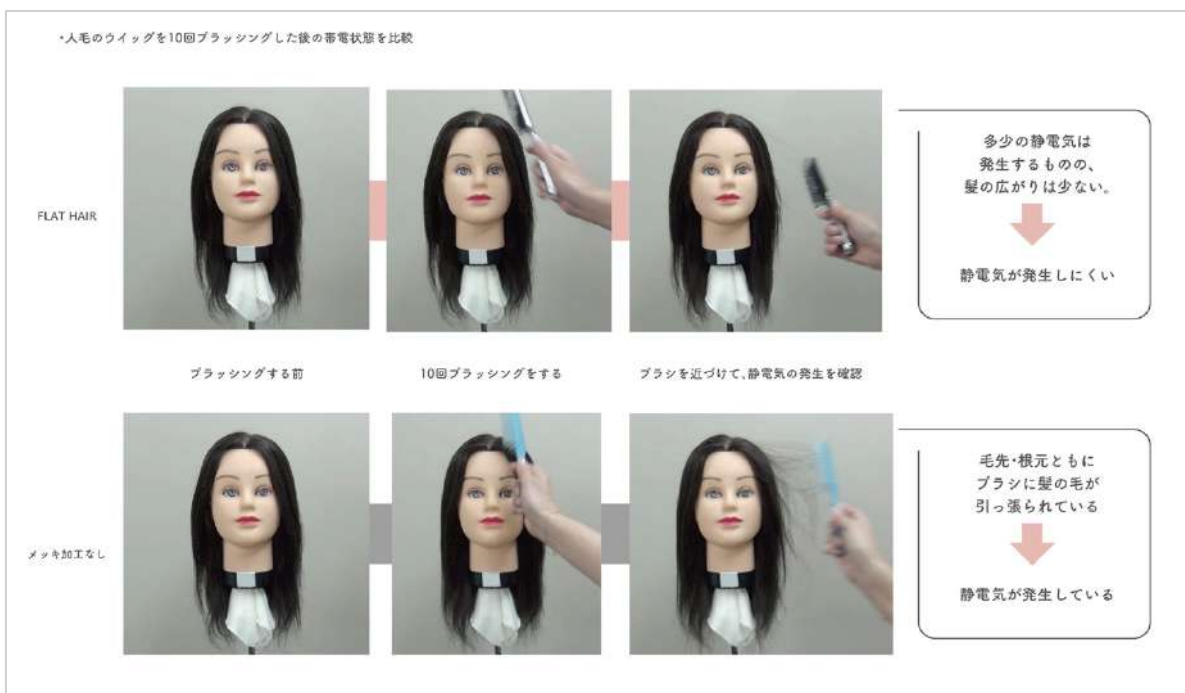 ・人毛のウイッグを10回ブラッシングした後の帯電状態を比較
FLAT HAIR
多少の静電気は
発生するものの、
髪の広がりは少ない。
静電気が発生しにくい
ブラッシングする前
10回ブラッシングをする
ブラシを近づけて、静電気の発生を確認
メッキ加工なし
毛先・根元ともに
ブラシに髪の毛が
引っ張られている
静電気が発生している